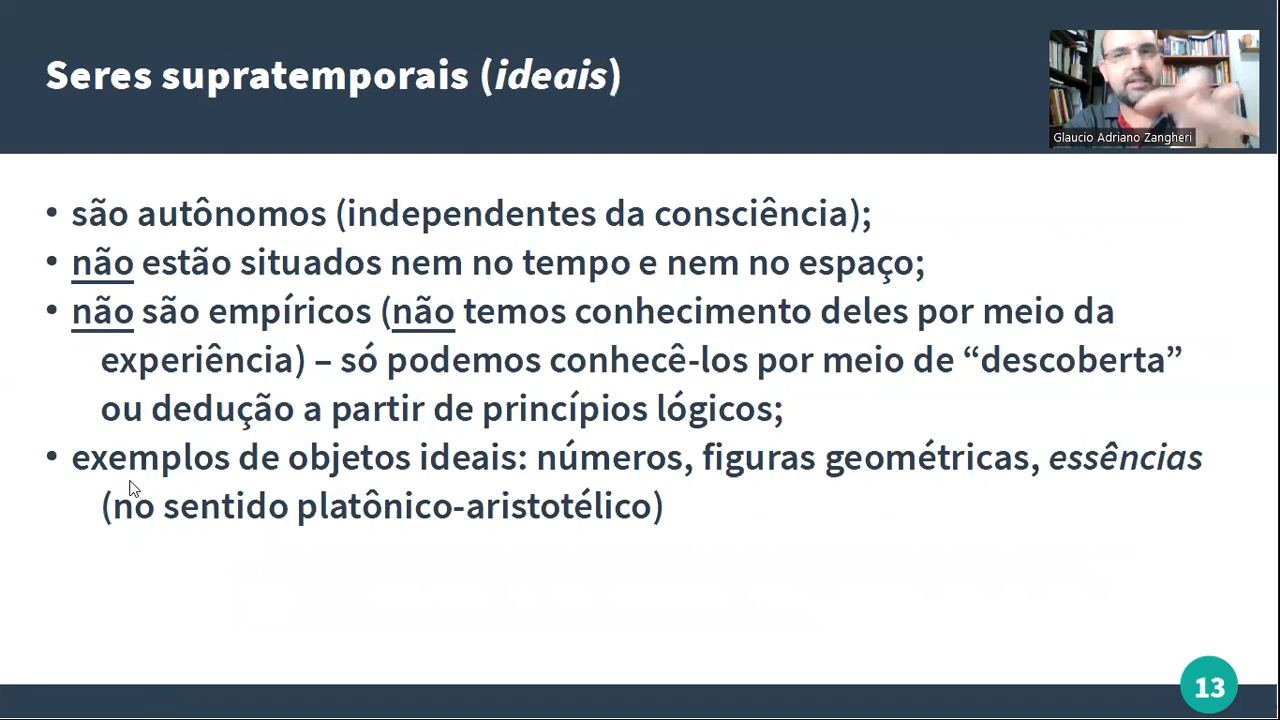 Seres supratemporais (ideais)
Glaucio Adriano Zangheri
• são autônomos (independentes da consciência);
• não estão situados nem no tempo e nem no espaço;
• não são empíricos (não temos conhecimento deles por meio da
experiência) – só podemos conhecê-los por meio de “descoberta”
ou dedução a partir de princípios lógicos;
• exemplos de objetos ideais: números, figuras geométricas, essências
(no sentido platônico-aristotélico)
13